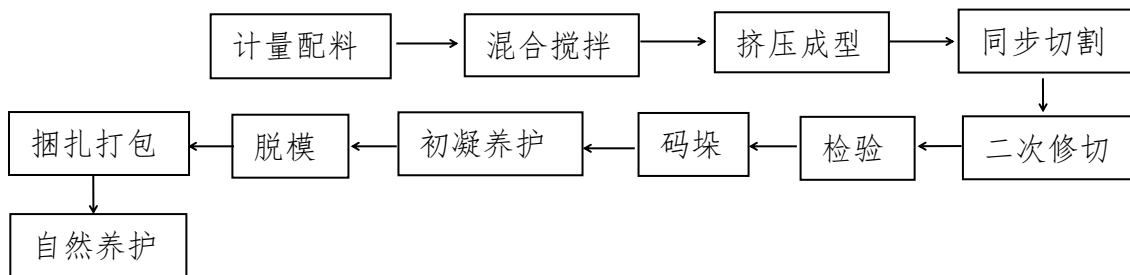 计量配料
混合搅拌
挤压成型
同步切割
二次修切
检验
码垛
初凝养护
脱模
捆扎打包
自然养护